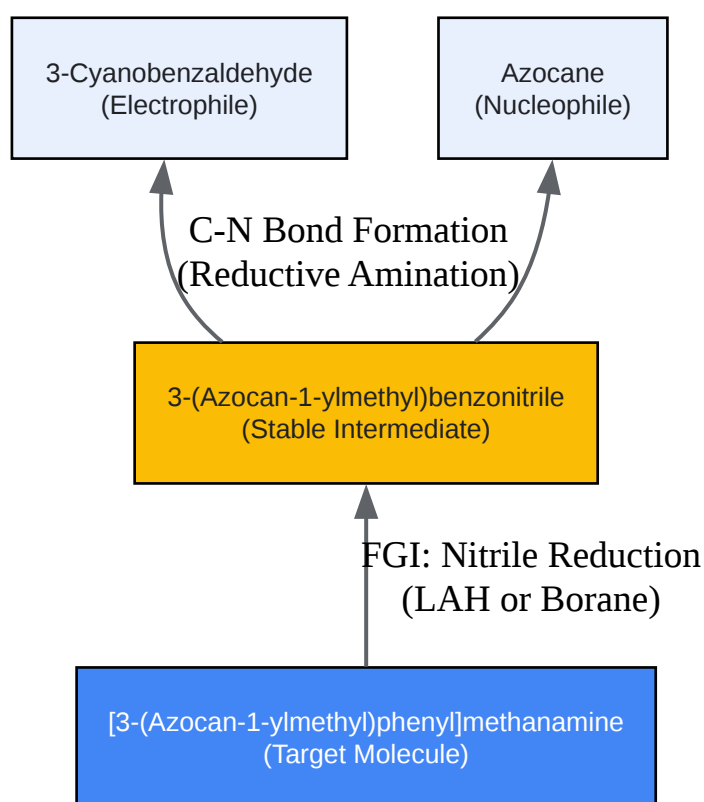 3-Cyanobenzaldehyde
(Electrophile)
Azocane
(Nucleophile)
C-N Bond Formation
(Reductive Amination)
3-(Azocan-1-ylmethyl)benzonitrile
(Stable Intermediate)
FGI: Nitrile Reduction
(LAH or Borane)
[3-(Azocan-1-ylmethyl)phenyl]methanamine
(Target Molecule)